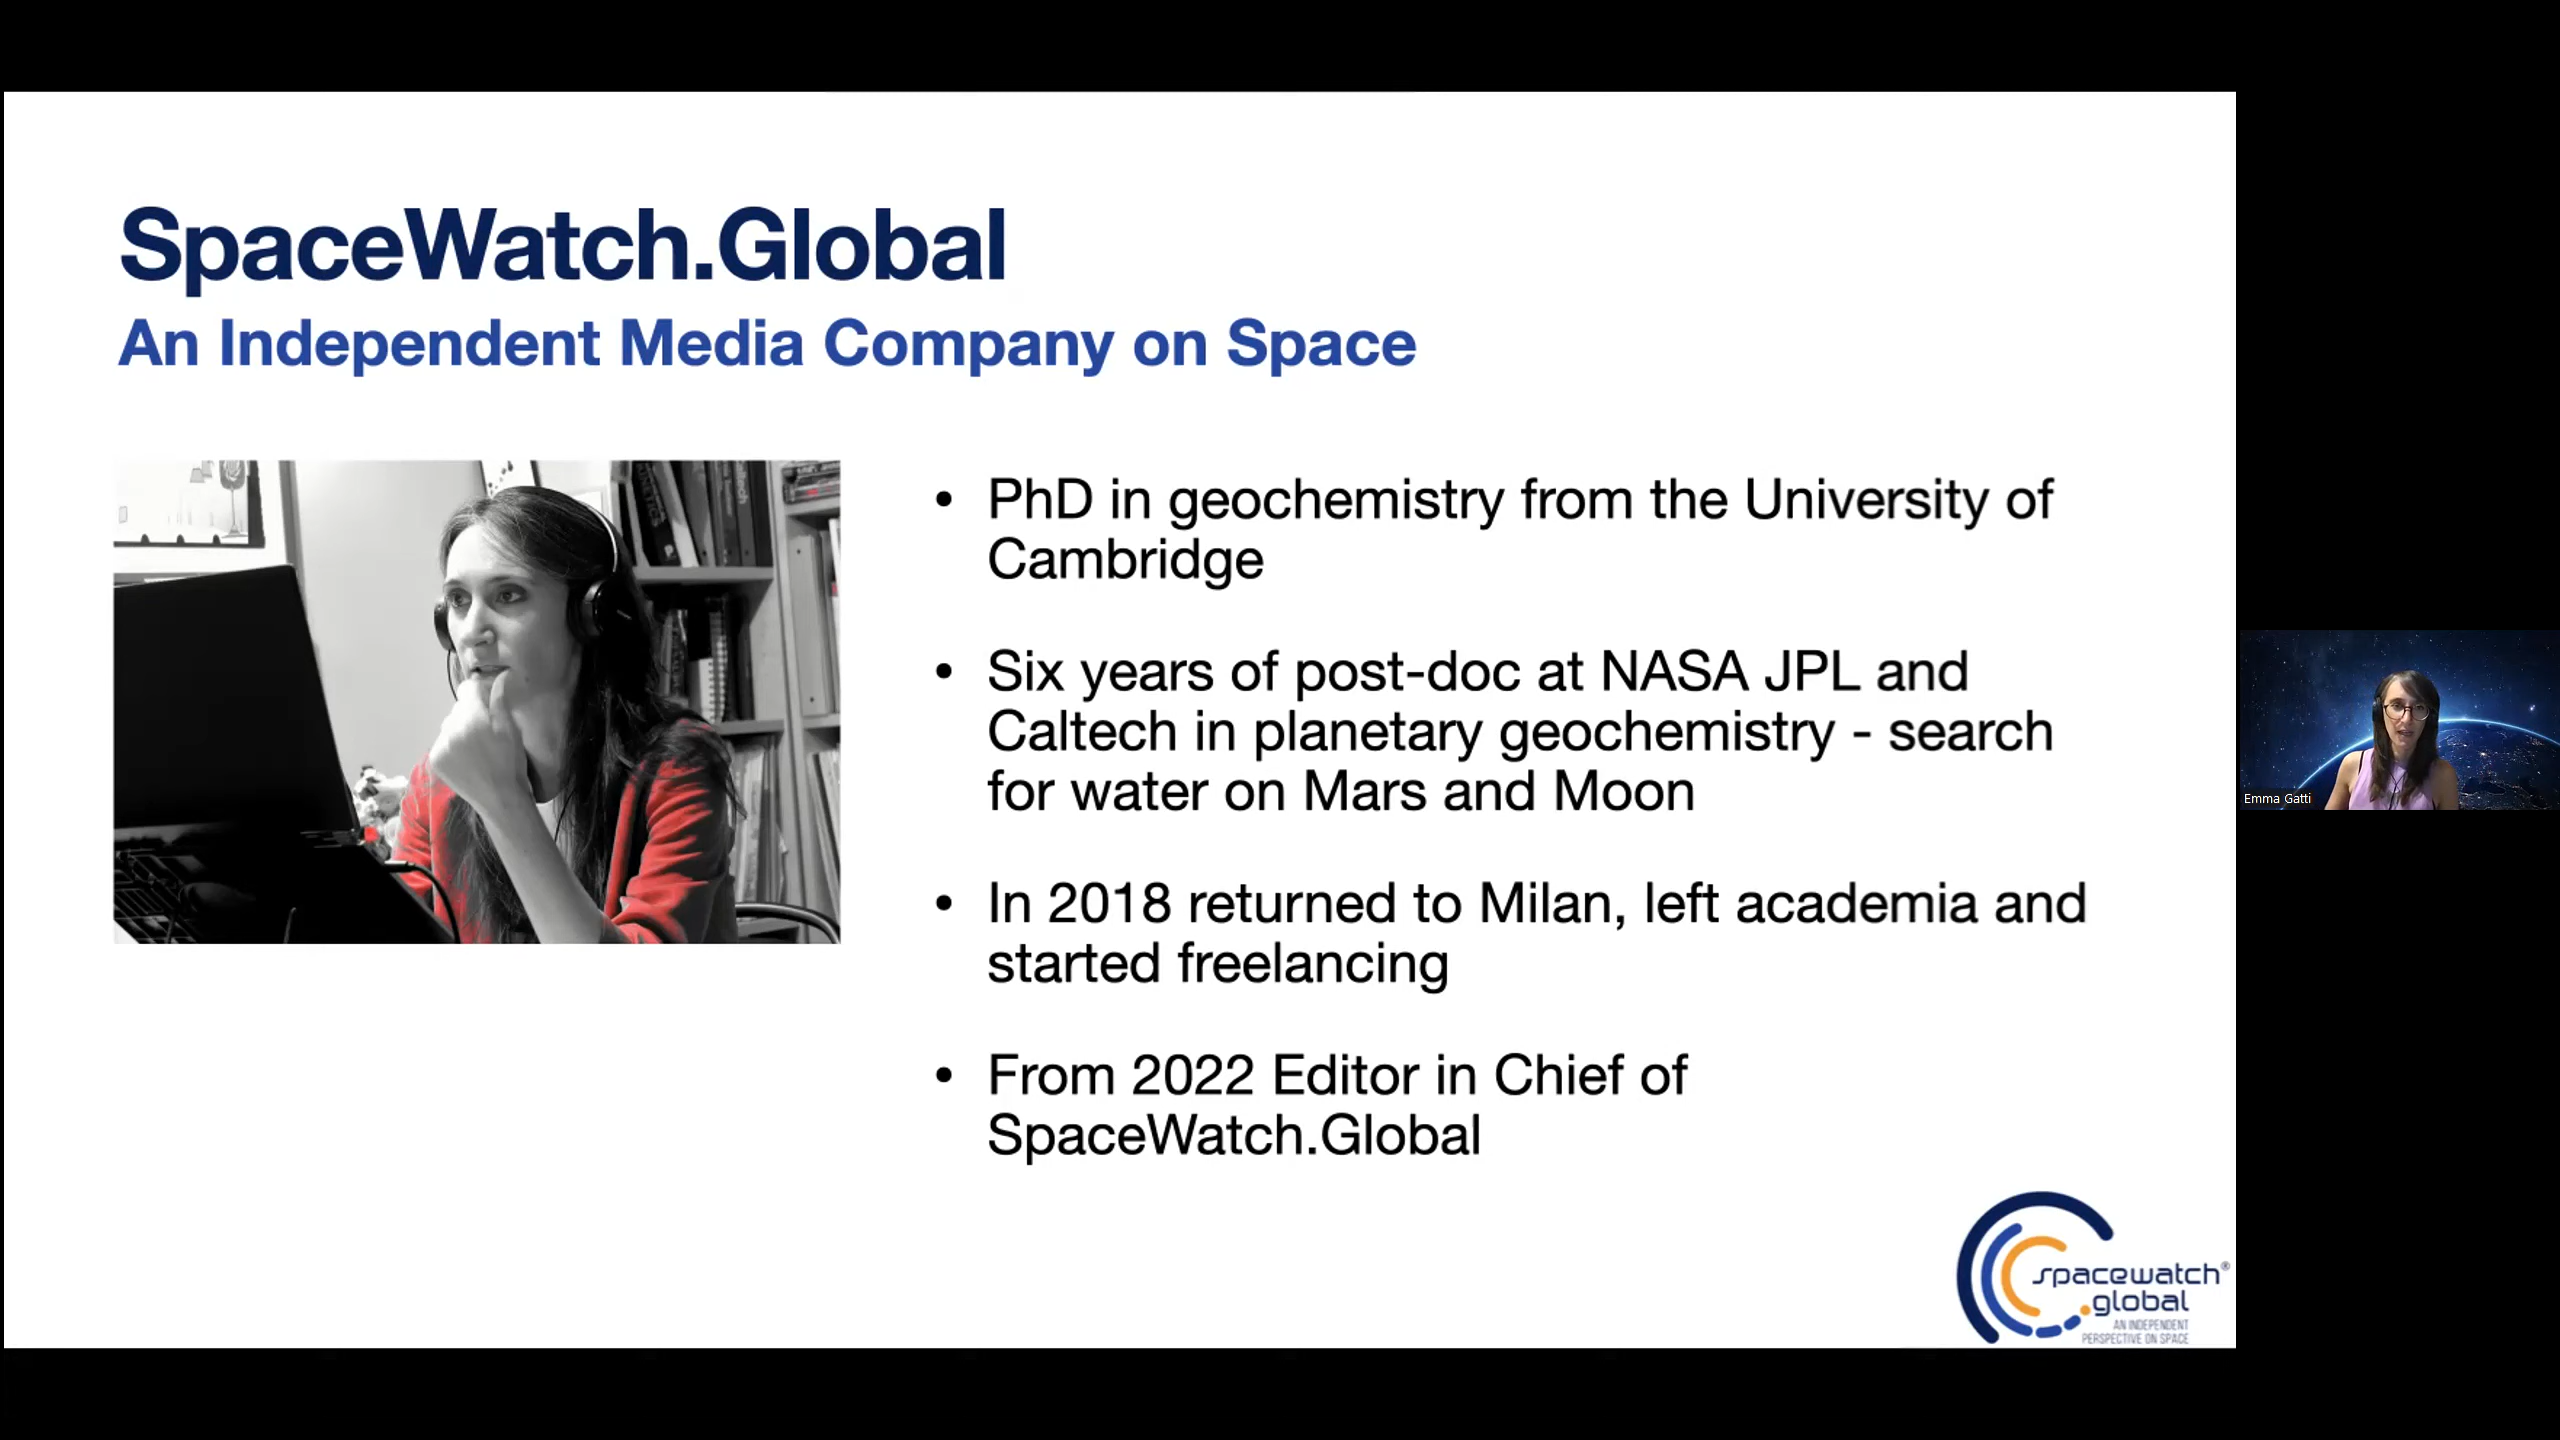 SpaceWatch.Global
An Independent Media Company on Space
• PhD in geochemistry from the University of
Cambridge
• Six years of post-doc at NASA JPL and
Caltech in planetary geochemistry - search
for water on Mars and Moon
• In 2018 returned to Milan, left academia and
started freelancing
• From 2022 Editor in Chief of
SpaceWatch.Global
Emma Gatti
spacewatch®
.global
AN INDEPENDENT
PERSPECTIVE ON SPACE